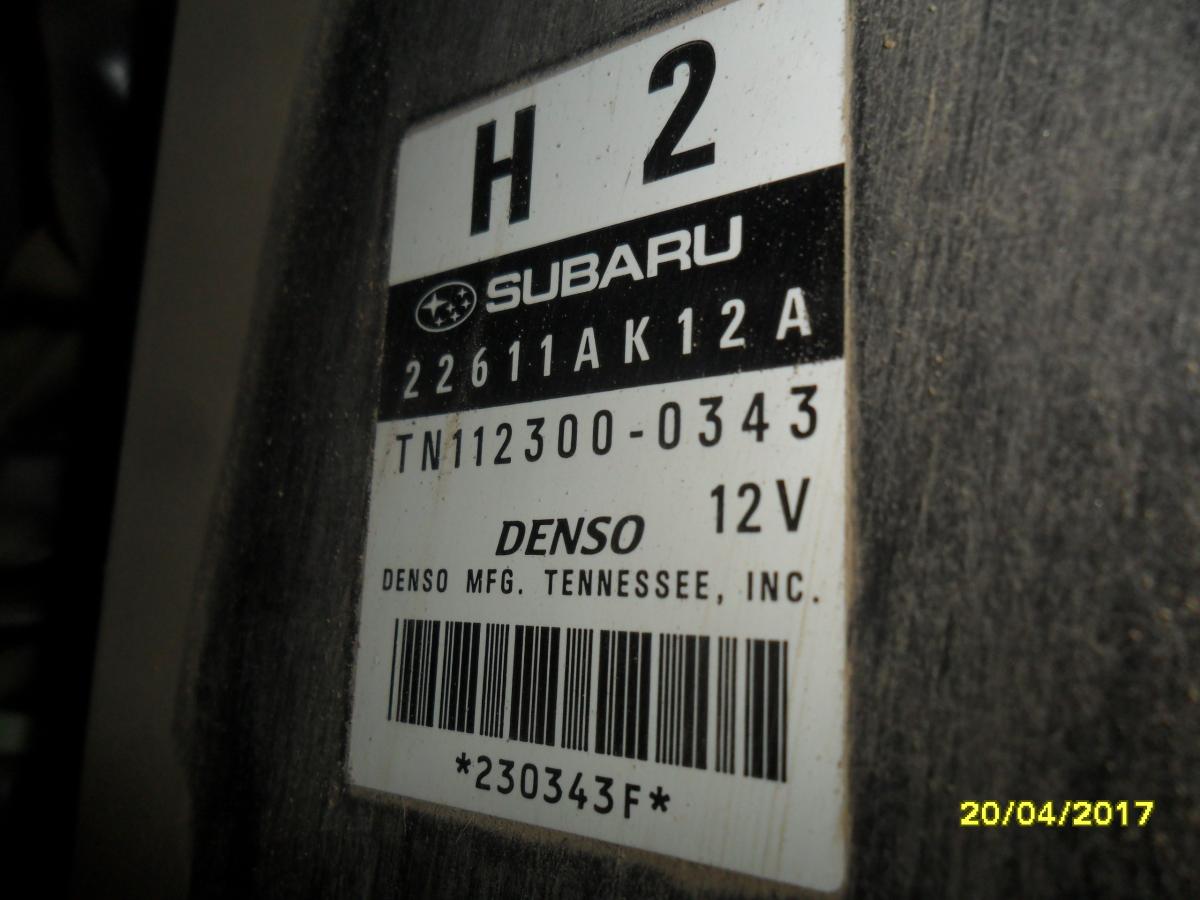 H 2
SUBARU
22611AK12A
TN112300-0343
12V
DENSO
DENSO MFG. TENNESSEE, INC.
*230343F*
20/04/2017